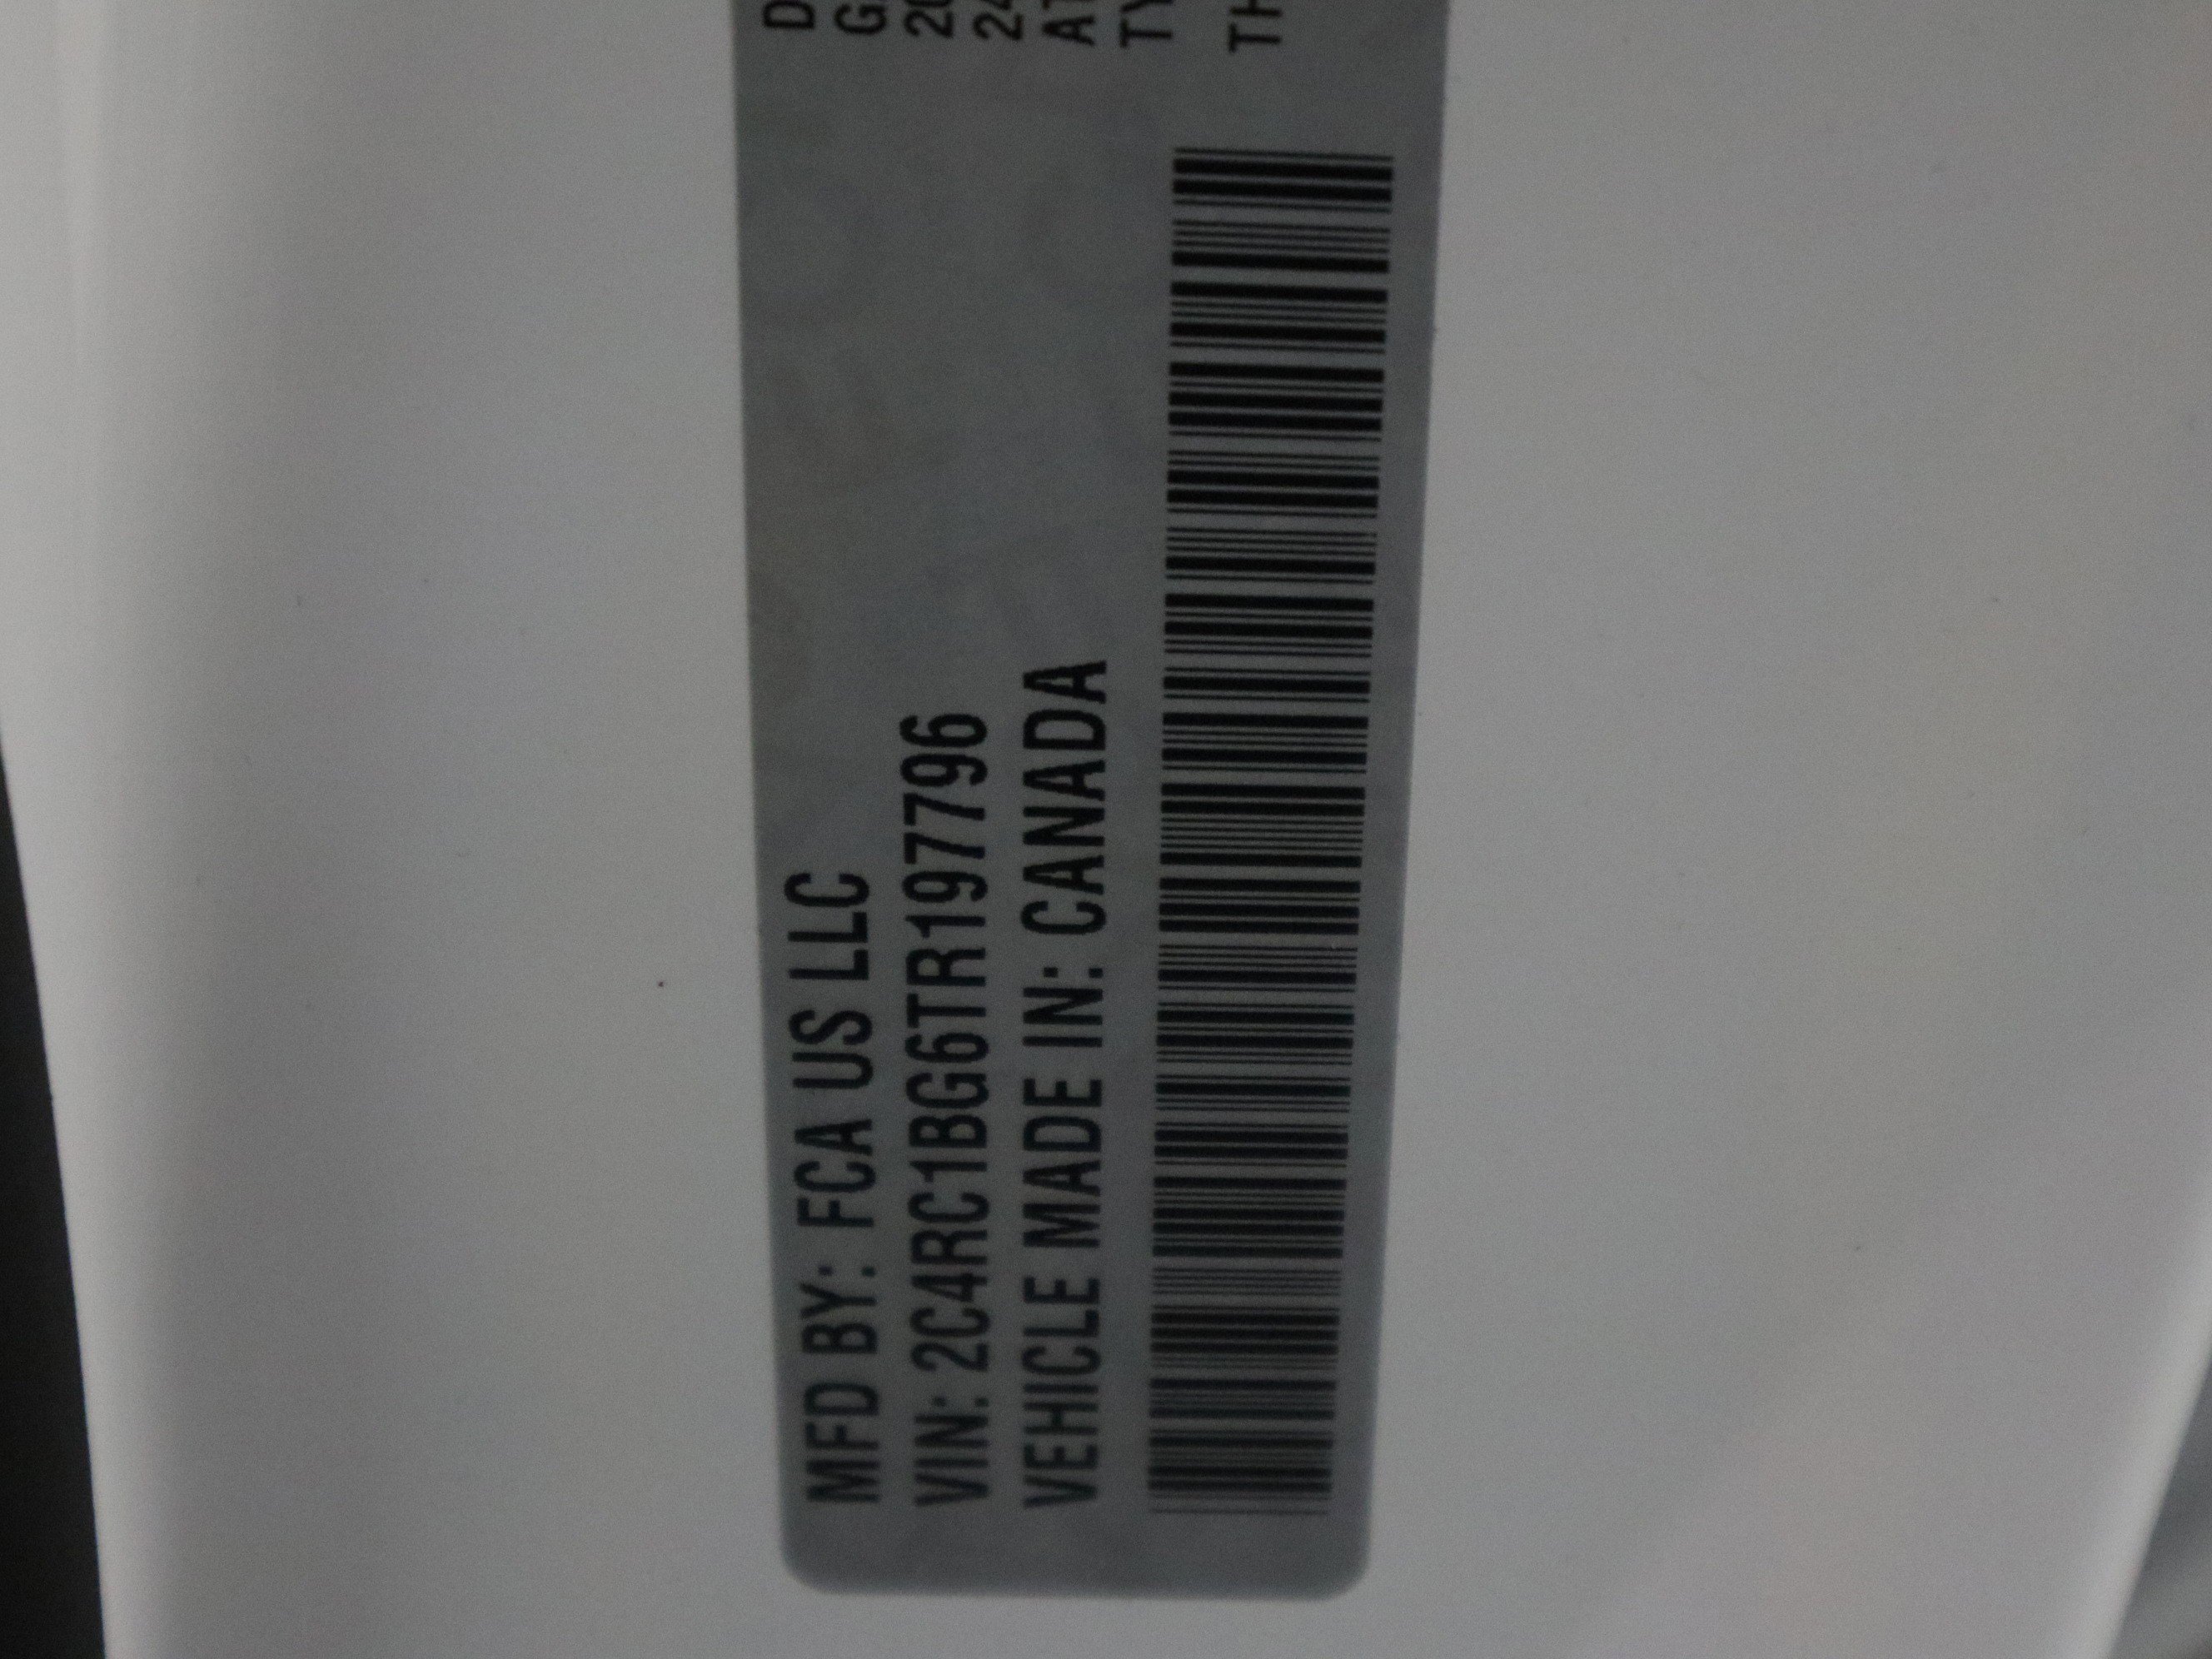 MFD BY: FCA US LLC
VIN: 2C4RC1BG6TR197796
VEHICLE MADE IN: CANADA